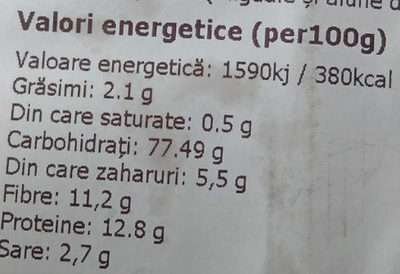 Valori energetice (per100g)
Valoare energetică: 1590kj / 380kcal
Grăsimi: 2.1 g
Din care saturate: 0.5 g
Carbohidrați: 77.49 g
Din care zaharuri: 5,5 g
Fibre: 11,2 g
Proteine: 12.8 g
Sare: 2,7 g